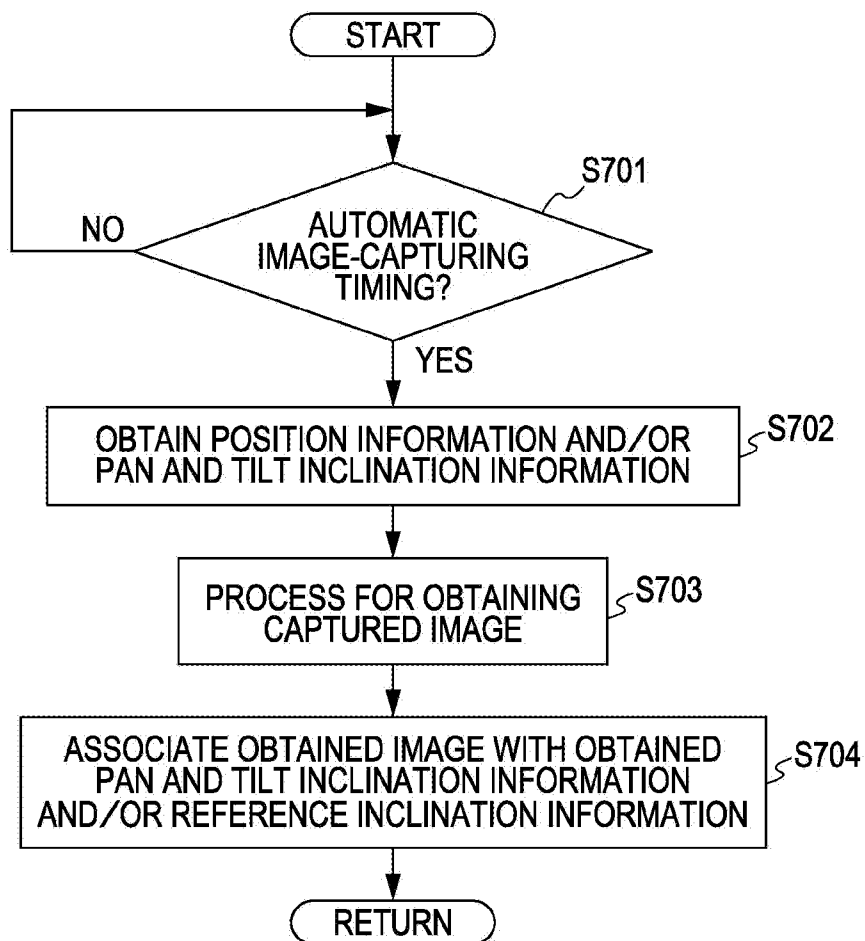 START
S701
AUTOMATIC
IMAGE-CAPTURING
TIMING?
NO
YES
S702
OBTAIN POSITION INFORMATION AND/OR
PAN AND TILT INCLINATION INFORMATION
S703
PROCESS FOR OBTAINING
CAPTURED IMAGE
S704
ASSOCIATE OBTAINED IMAGE WITH OBTAINED
PAN AND TILT INCLINATION INFORMATION
AND/OR REFERENCE INCLINATION INFORMATION
RETURN